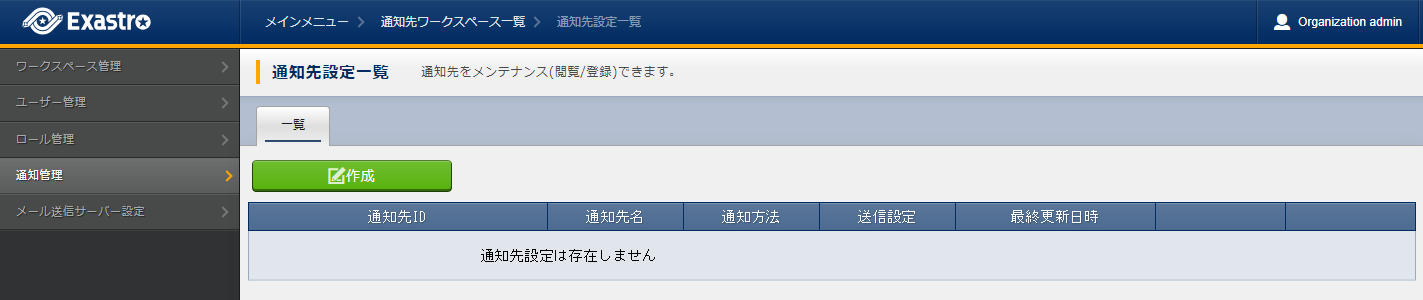 Exastro
メインメニュー 通知先ワークスペース一覧 通知先設定一覧
Organization admin
ワークスペース管理
ユーザー管理
ロール管理
通知管理
メール送信サーバー設定
通知先設定一覧 通知先をメンテナンス(閲覧/登録)できます。
一覧
作成
通知先ID 通知先名 通知方法 送信設定 最終更新日時
通知先設定は存在しません